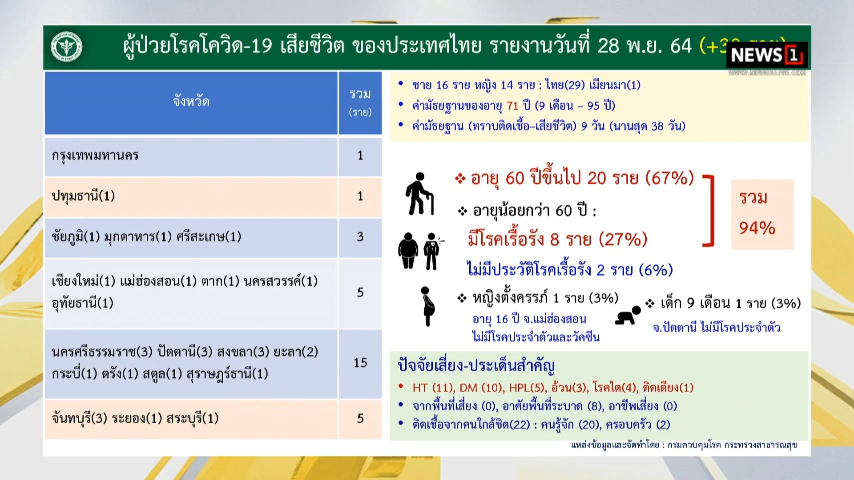 ผู้ป่วยโรคโควิด-19 เสียชีวิต ของประเทศไทย รายงานวันที่ 28 พ.ย. 64
NEWS 1
จังหวัด
รวม
(ราย)
กรุงเทพมหานคร 1
ปทุมธานี(1) 1
ชัยภูมิ(1) มุกดาหาร(1) ศรีสะเกษ(1) 3
เชียงใหม่(1) แม่ฮ่องสอน(1) ตาก(1) นครสวรรค์(1)
อุทัยธานี(1) 5
นครศรีธรรมราช(3) ปัตตานี(3) สงขลา(3) ยะลา(2)
กระบี่(1) ตรัง(1) สตูล(1) สุราษฎร์ธานี(1) 15
จันทบุรี(3) ระยอง(1) สระบุรี(1) 5
• ชาย 16 ราย หญิง 14 ราย : ไทย(29) เมียนมา(1)
• ค่ามัธยฐานของอายุ 71 ปี (9 เดือน – 95 ปี)
• ค่ามัธยฐาน (ทราบติดเชื้อ–เสียชีวิต) 9 วัน (นานสุด 38 วัน)
❖ อายุ 60 ปีขึ้นไป 20 ราย (67%)
❖ อายุน้อยกว่า 60 ปี :
มีโรคเรื้อรัง 8 ราย (27%)
ไม่มีประวัติโรคเรื้อรัง 2 ราย (6%)
รวม
94%
❖ หญิงตั้งครรภ์ 1 ราย (3%)
อายุ 16 ปี จ.แม่ฮ่องสอน
ไม่มีโรคประจำตัวและวัคซีน
❖ เด็ก 9 เดือน 1 ราย (3%)
จ.ปัตตานี ไม่มีโรคประจำตัว
ปัจจัยเสี่ยง-ประเด็นสำคัญ
• HT (11), DM (10), HPL(5), อ้วน(3), โรคไต(4), ติดเตียง(1)
• จากพื้นที่เสี่ยง (0), อาศัยพื้นที่ระบาด (8), อาชีพเสี่ยง (0)
• ติดเชื้อจากคนใกล้ชิด(22) : คนรู้จัก (20), ครอบครัว (2)
แหล่งข้อมูลและจัดทำโดย : กรมควบคุมโรค กระทรวงสาธารณสุข